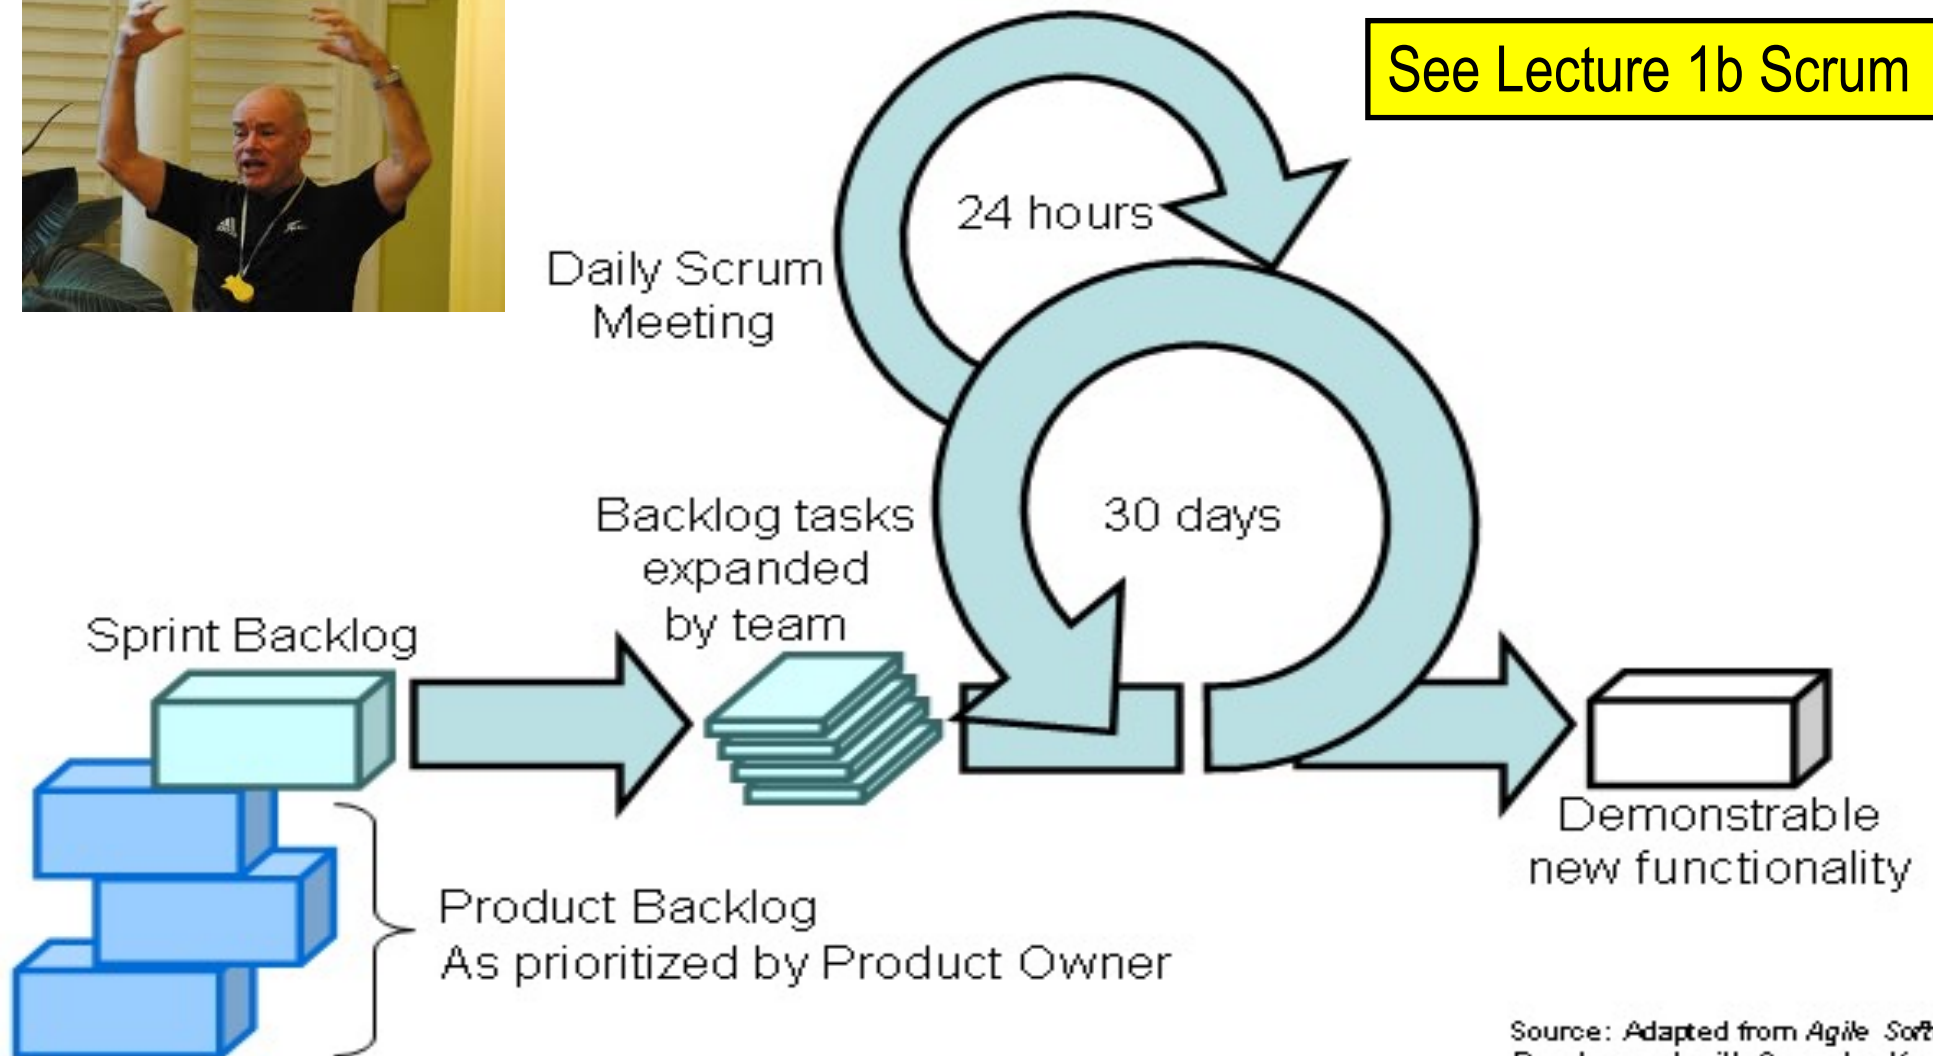 See Lecture 1b Scrum
24 hours
Daily Scrum
Meeting
Backlog tasks
expanded
by team
30 days
Sprint Backlog
Demonstrable
new functionality
Product Backlog
As prioritized by Product Owner
Source: Adapted from Agile